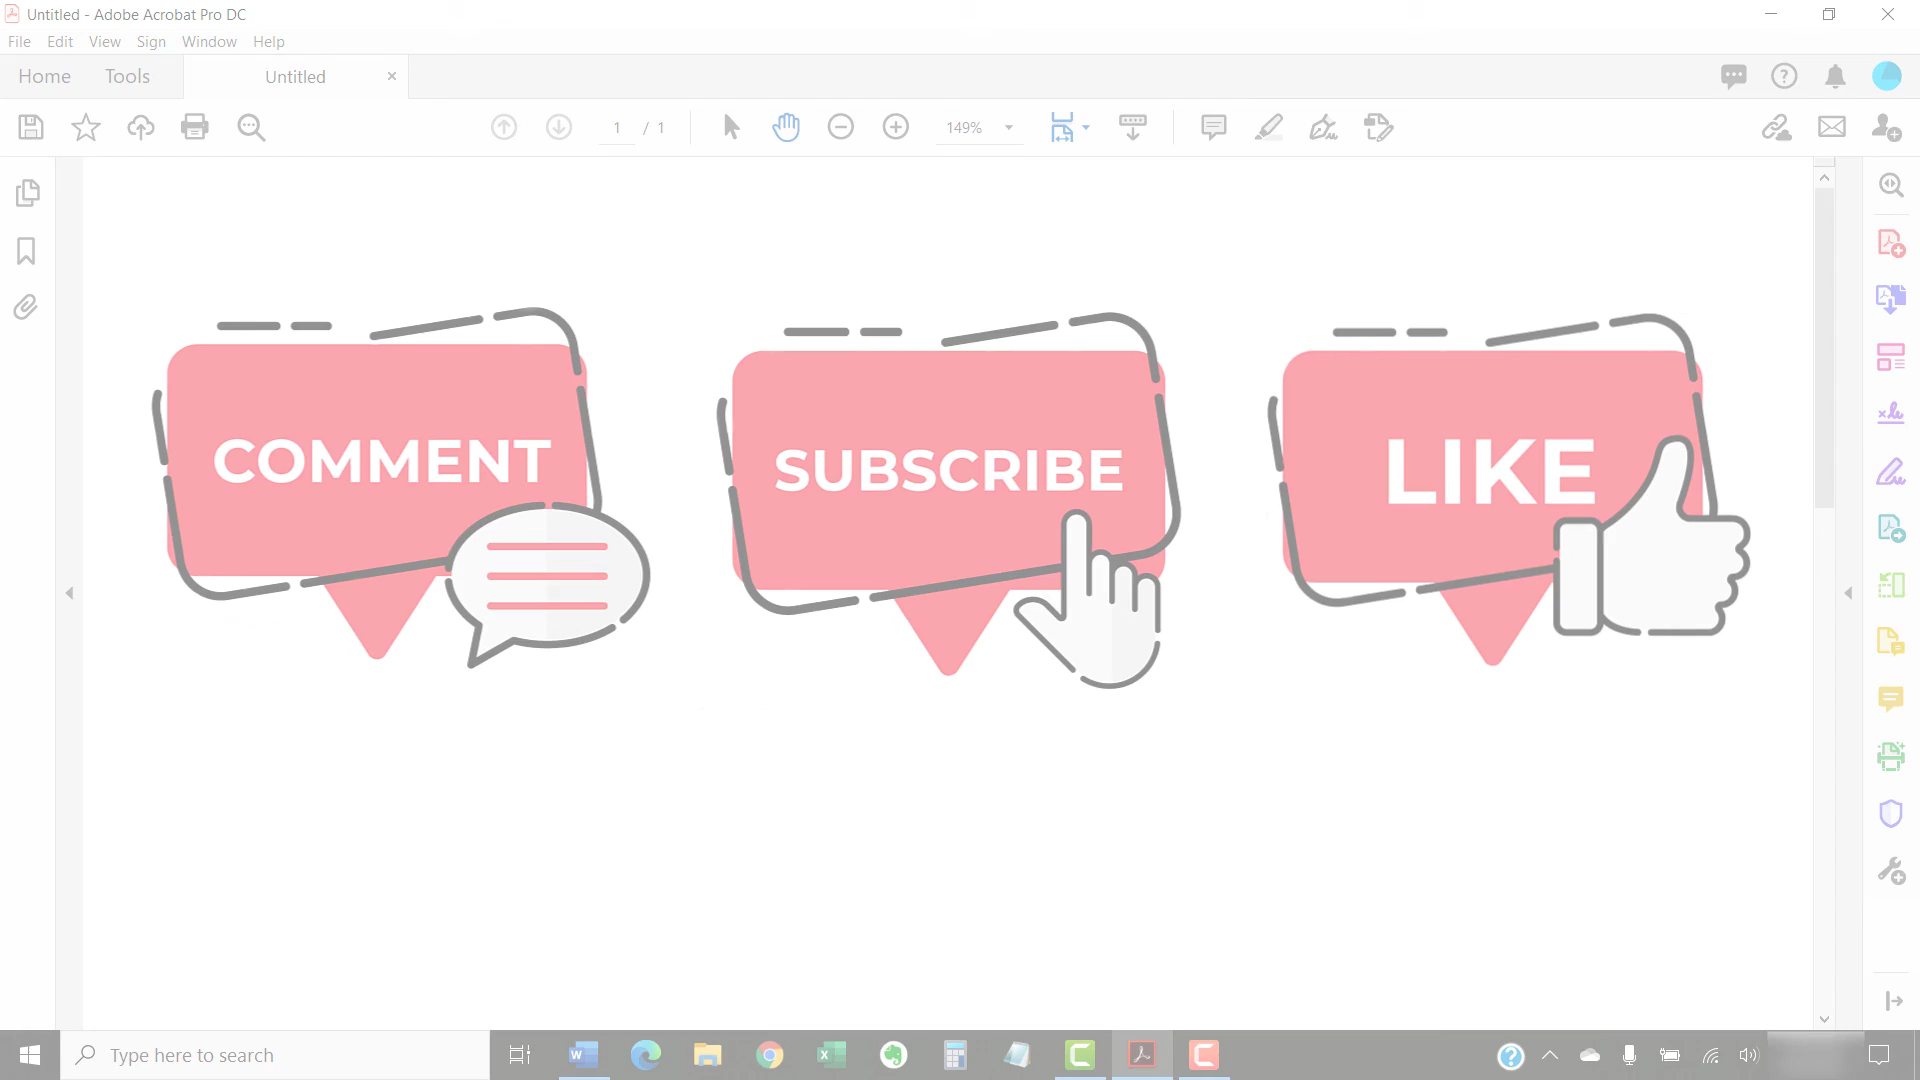 Untitled - Adobe Acrobat Pro DC
File Edit View Sign Window Help
Home Tools Untitled
1 / 1 149%
COMMENT
SUBSCRIBE
LIKE
Type here to search